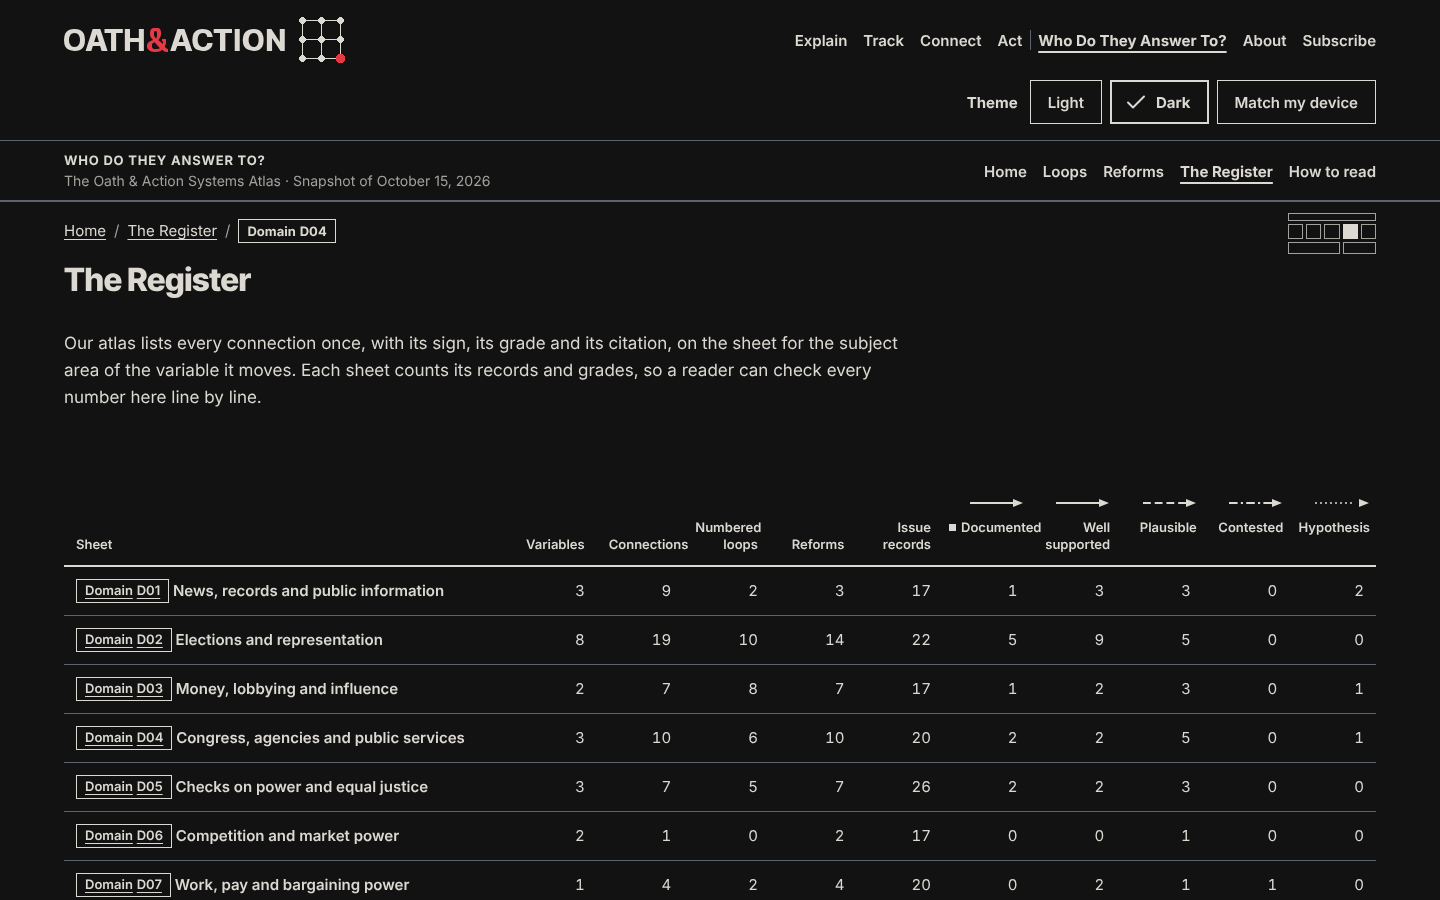 OATH&ACTION
Explain Track Connect Act Who Do They Answer To? About Subscribe
Theme Light Dark Match my device
WHO DO THEY ANSWER TO?
The Oath & Action Systems Atlas · Snapshot of October 15, 2026
Home Loops Reforms The Register How to read
Home / The Register / Domain D04
The Register
Our atlas lists every connection once, with its sign, its grade and its citation, on the sheet for the subject
area of the variable it moves. Each sheet counts its records and grades, so a reader can check every
number here line by line.
Sheet Variables Connections Numbered loops Reforms Issue records Documented Well supported Plausible Contested Hypothesis
Domain D01 News, records and public information 3 9 2 3 17 1 3 3 0 2
Domain D02 Elections and representation 8 19 10 14 22 5 9 5 0 0
Domain D03 Money, lobbying and influence 2 7 8 7 17 1 2 3 0 1
Domain D04 Congress, agencies and public services 3 10 6 10 20 2 2 5 0 1
Domain D05 Checks on power and equal justice 3 7 5 7 26 2 2 3 0 0
Domain D06 Competition and market power 2 1 0 2 17 0 0 1 0 0
Domain D07 Work, pay and bargaining power 1 4 2 4 20 0 2 1 1 0